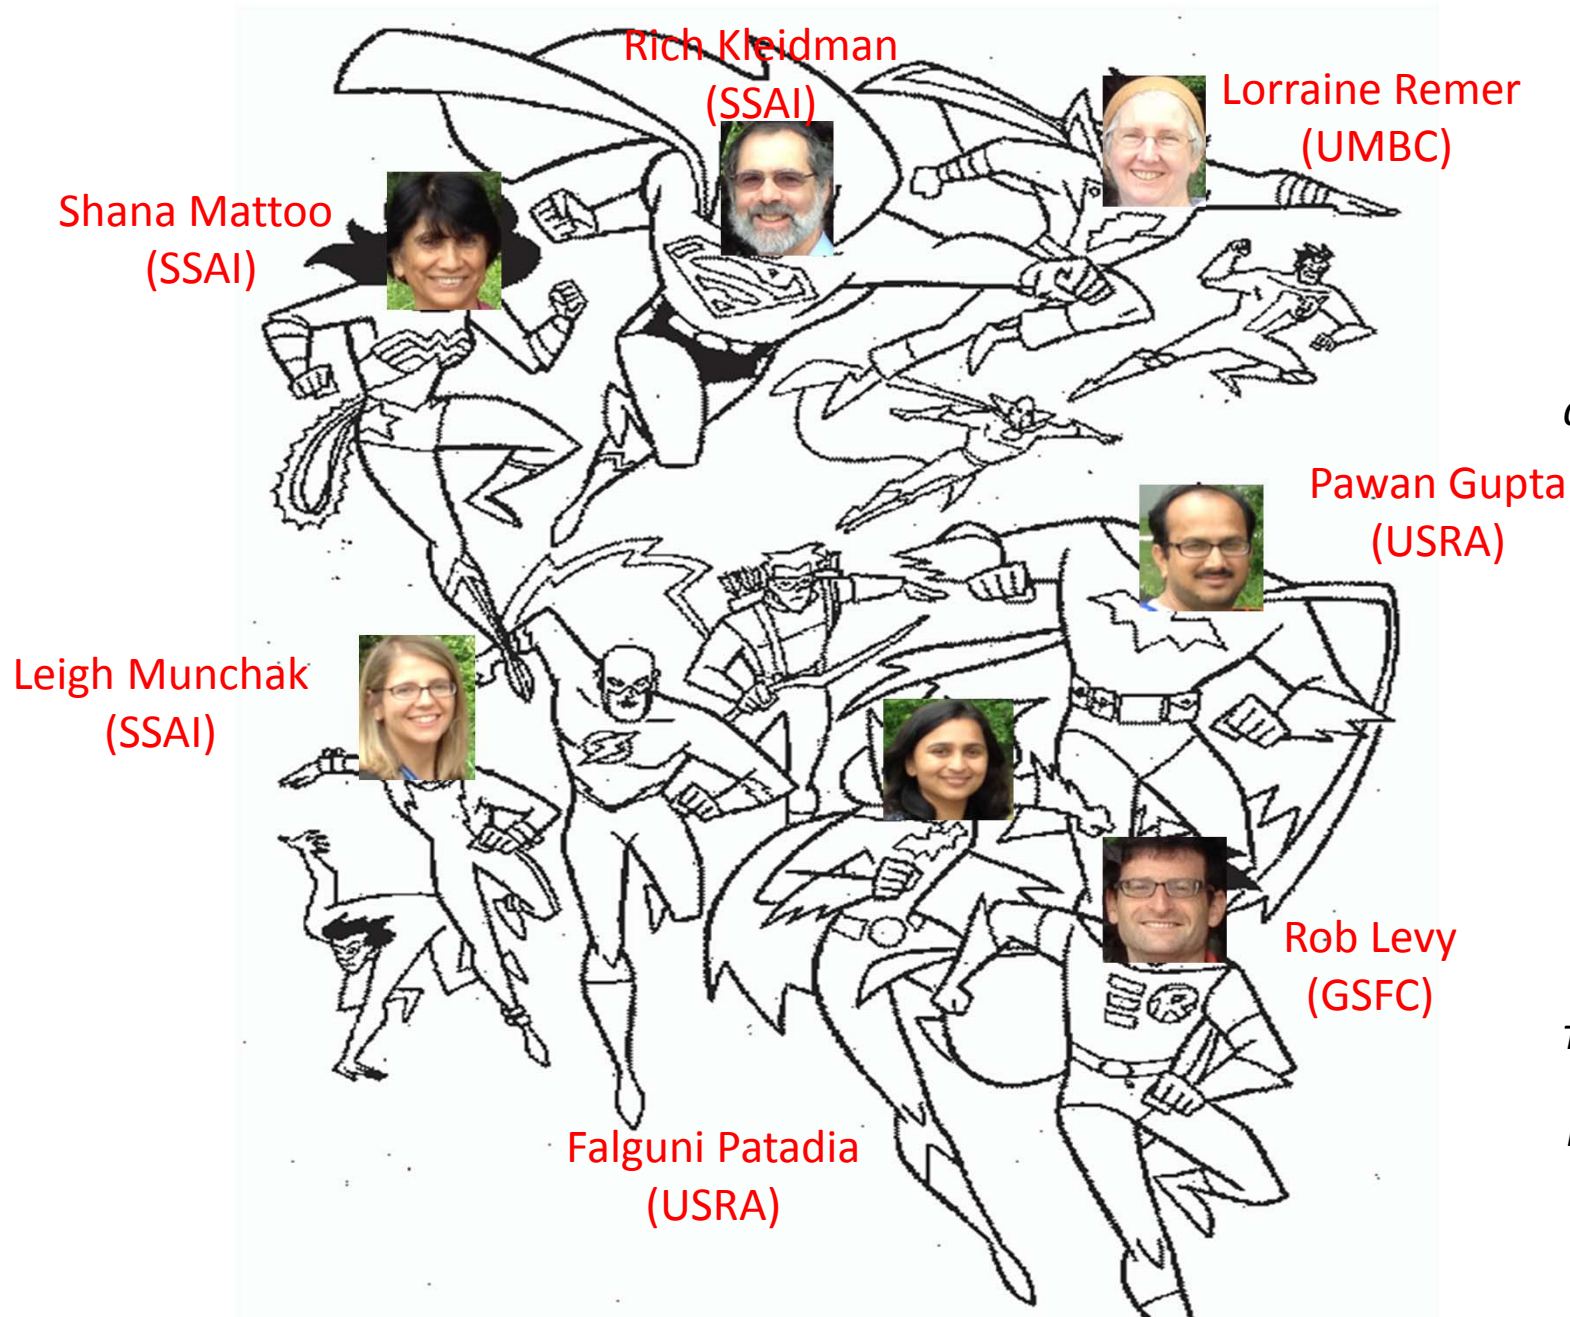 Rich Kleidman
(SSAI)
Lorraine Remer
(UMBC)
Shana Mattoo
(SSAI)
Pawan Gupta
(USRA)
Leigh Munchak
(SSAI)
Rob Levy
(GSFC)
Falguni Patadia
(USRA)